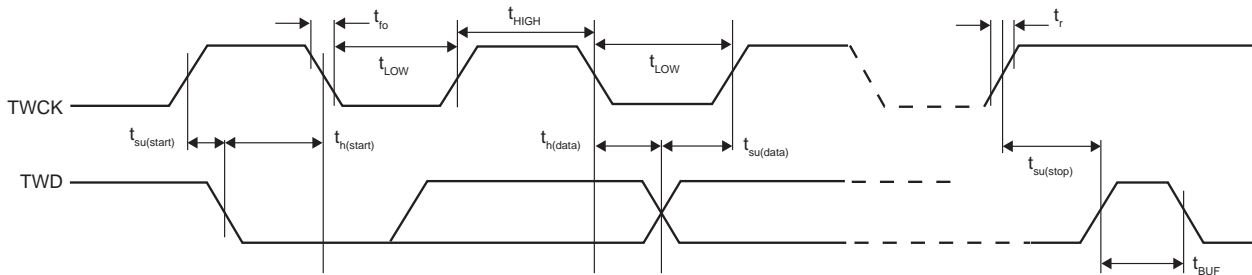 tfo
tHIGH
tr
tLOW
tLOW
TWCK
tsu(start)
th(start)
th(data)
tsu(data)
tsu(stop)
TWD
tBUF